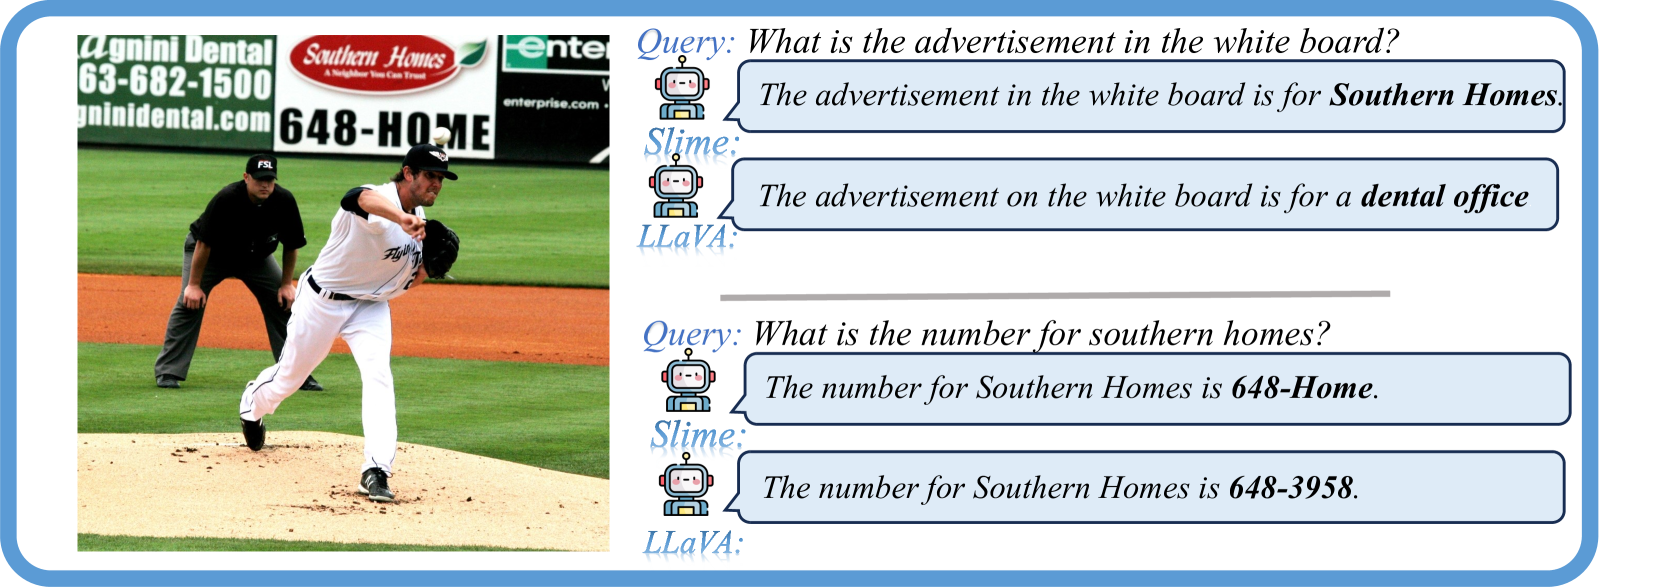 agnini Dental
63-682-1500
gninidental.com
Southern Homes
A Neighbor You Can Trust
648-HOME
ente
enterprise.com
FSL
Query: What is the advertisement in the white board?
The advertisement in the white board is for Southern Homes.
Slime:
The advertisement on the white board is for a dental office
LLaVA:
Query: What is the number for southern homes?
The number for Southern Homes is 648-Home.
Slime:
The number for Southern Homes is 648-3958.
LLaVA: